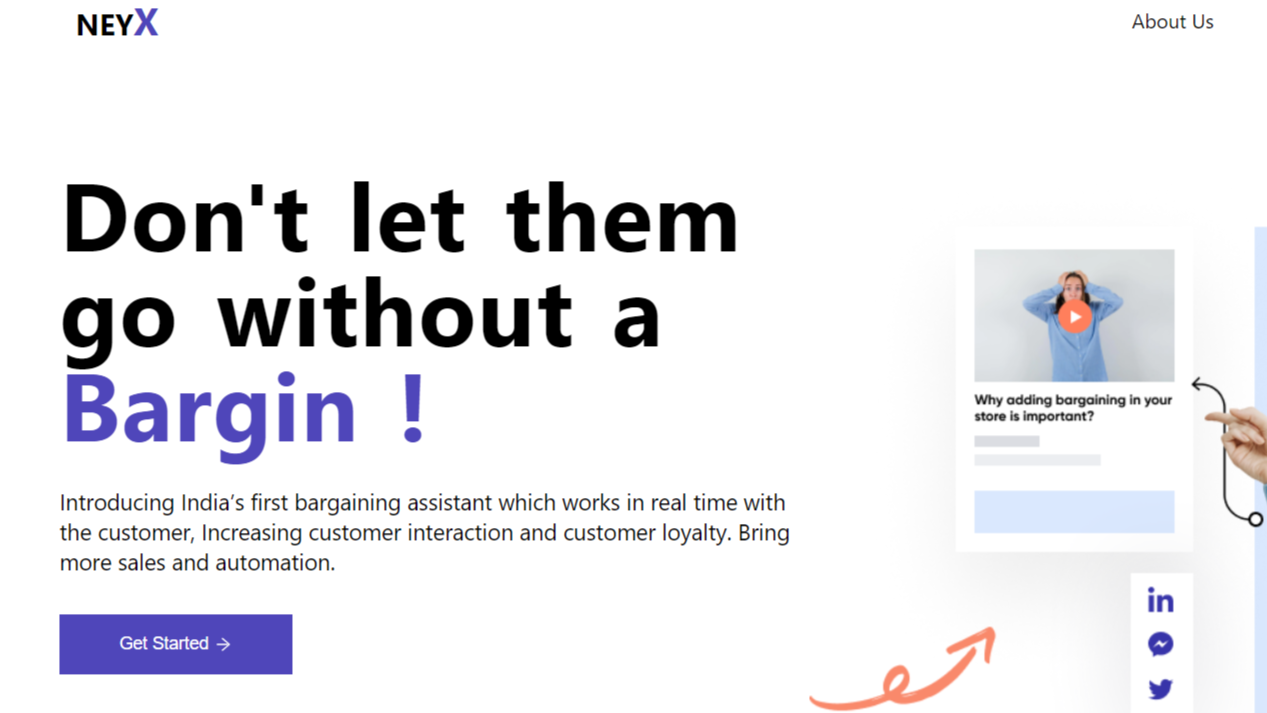 NEYX
About Us
Don't let them
go without a
Bargin !
Introducing India’s first bargaining assistant which works in real time with
the customer, Increasing customer interaction and customer loyalty. Bring
more sales and automation.
Get Started →
Why adding bargaining in your
store is important?
in